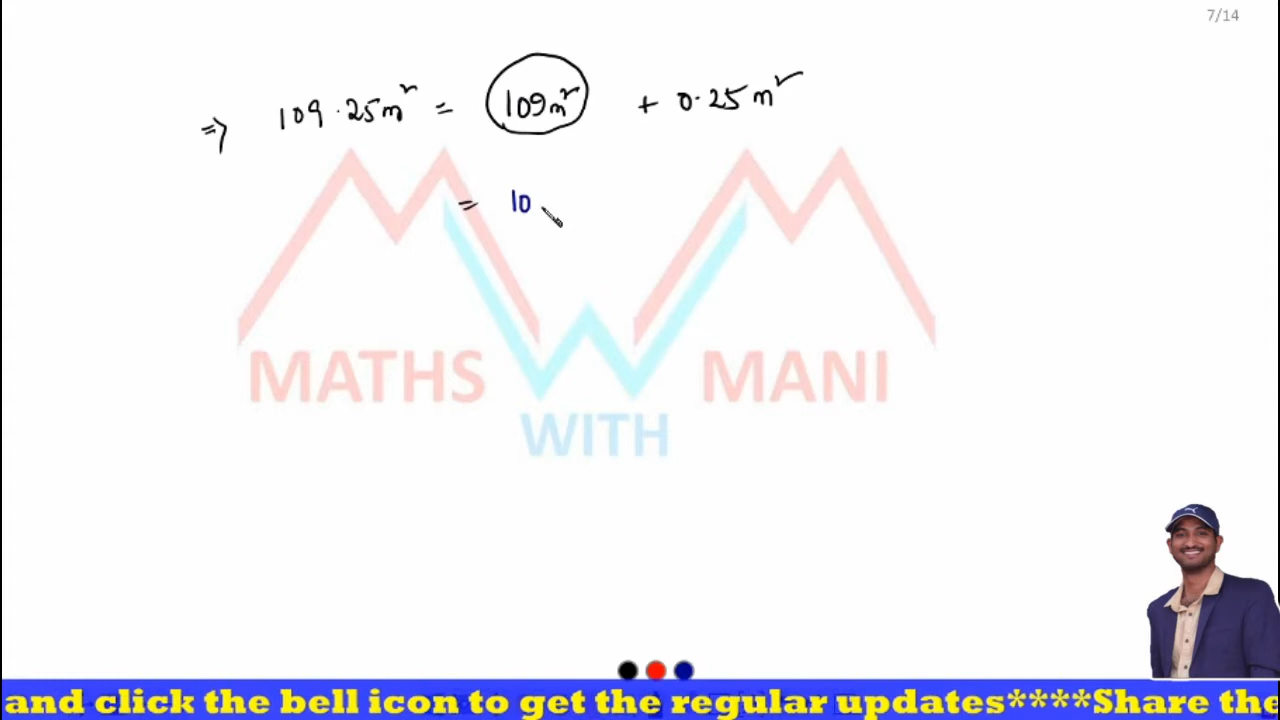 7/14
⇒ 109.25m² = 109m² + 0.25m²
= 10
MATHS MANI
WITH
and click the bell icon to get the regular updates****Share the